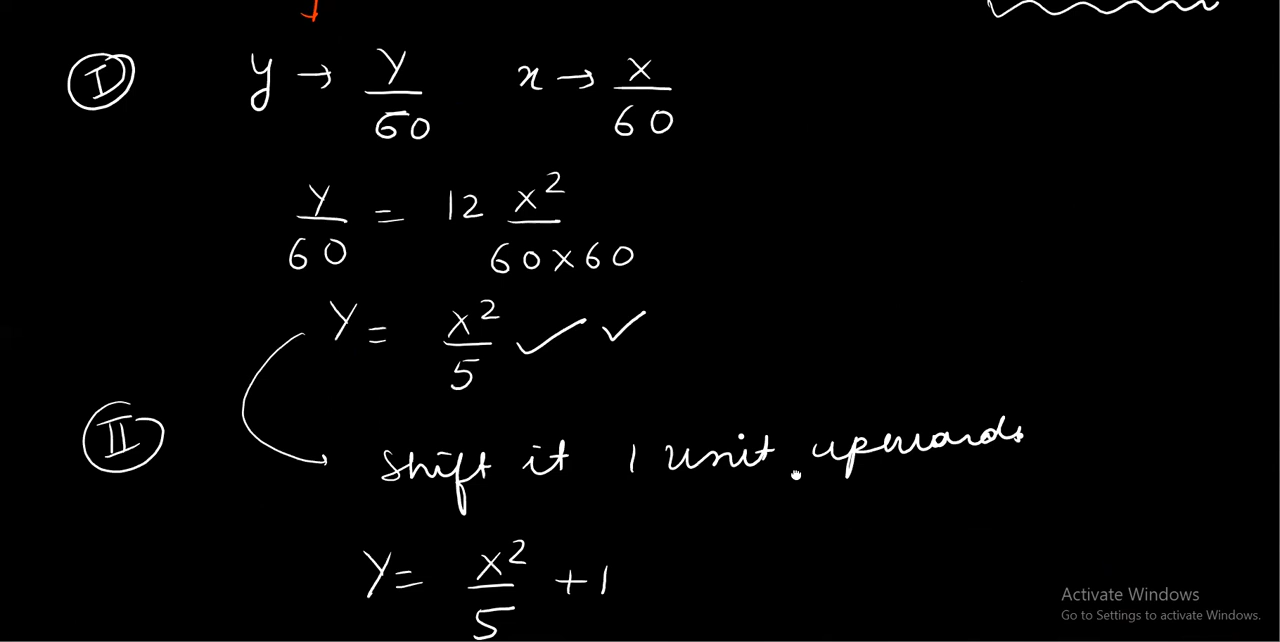 I y → Y/60 x → X/60
Y/60 = 12 X²/60×60
Y = X²/5 ✓ ✓
II shift it 1 unit upwards
Y = X²/5 + 1
Activate Windows
Go to Settings to activate Windows.